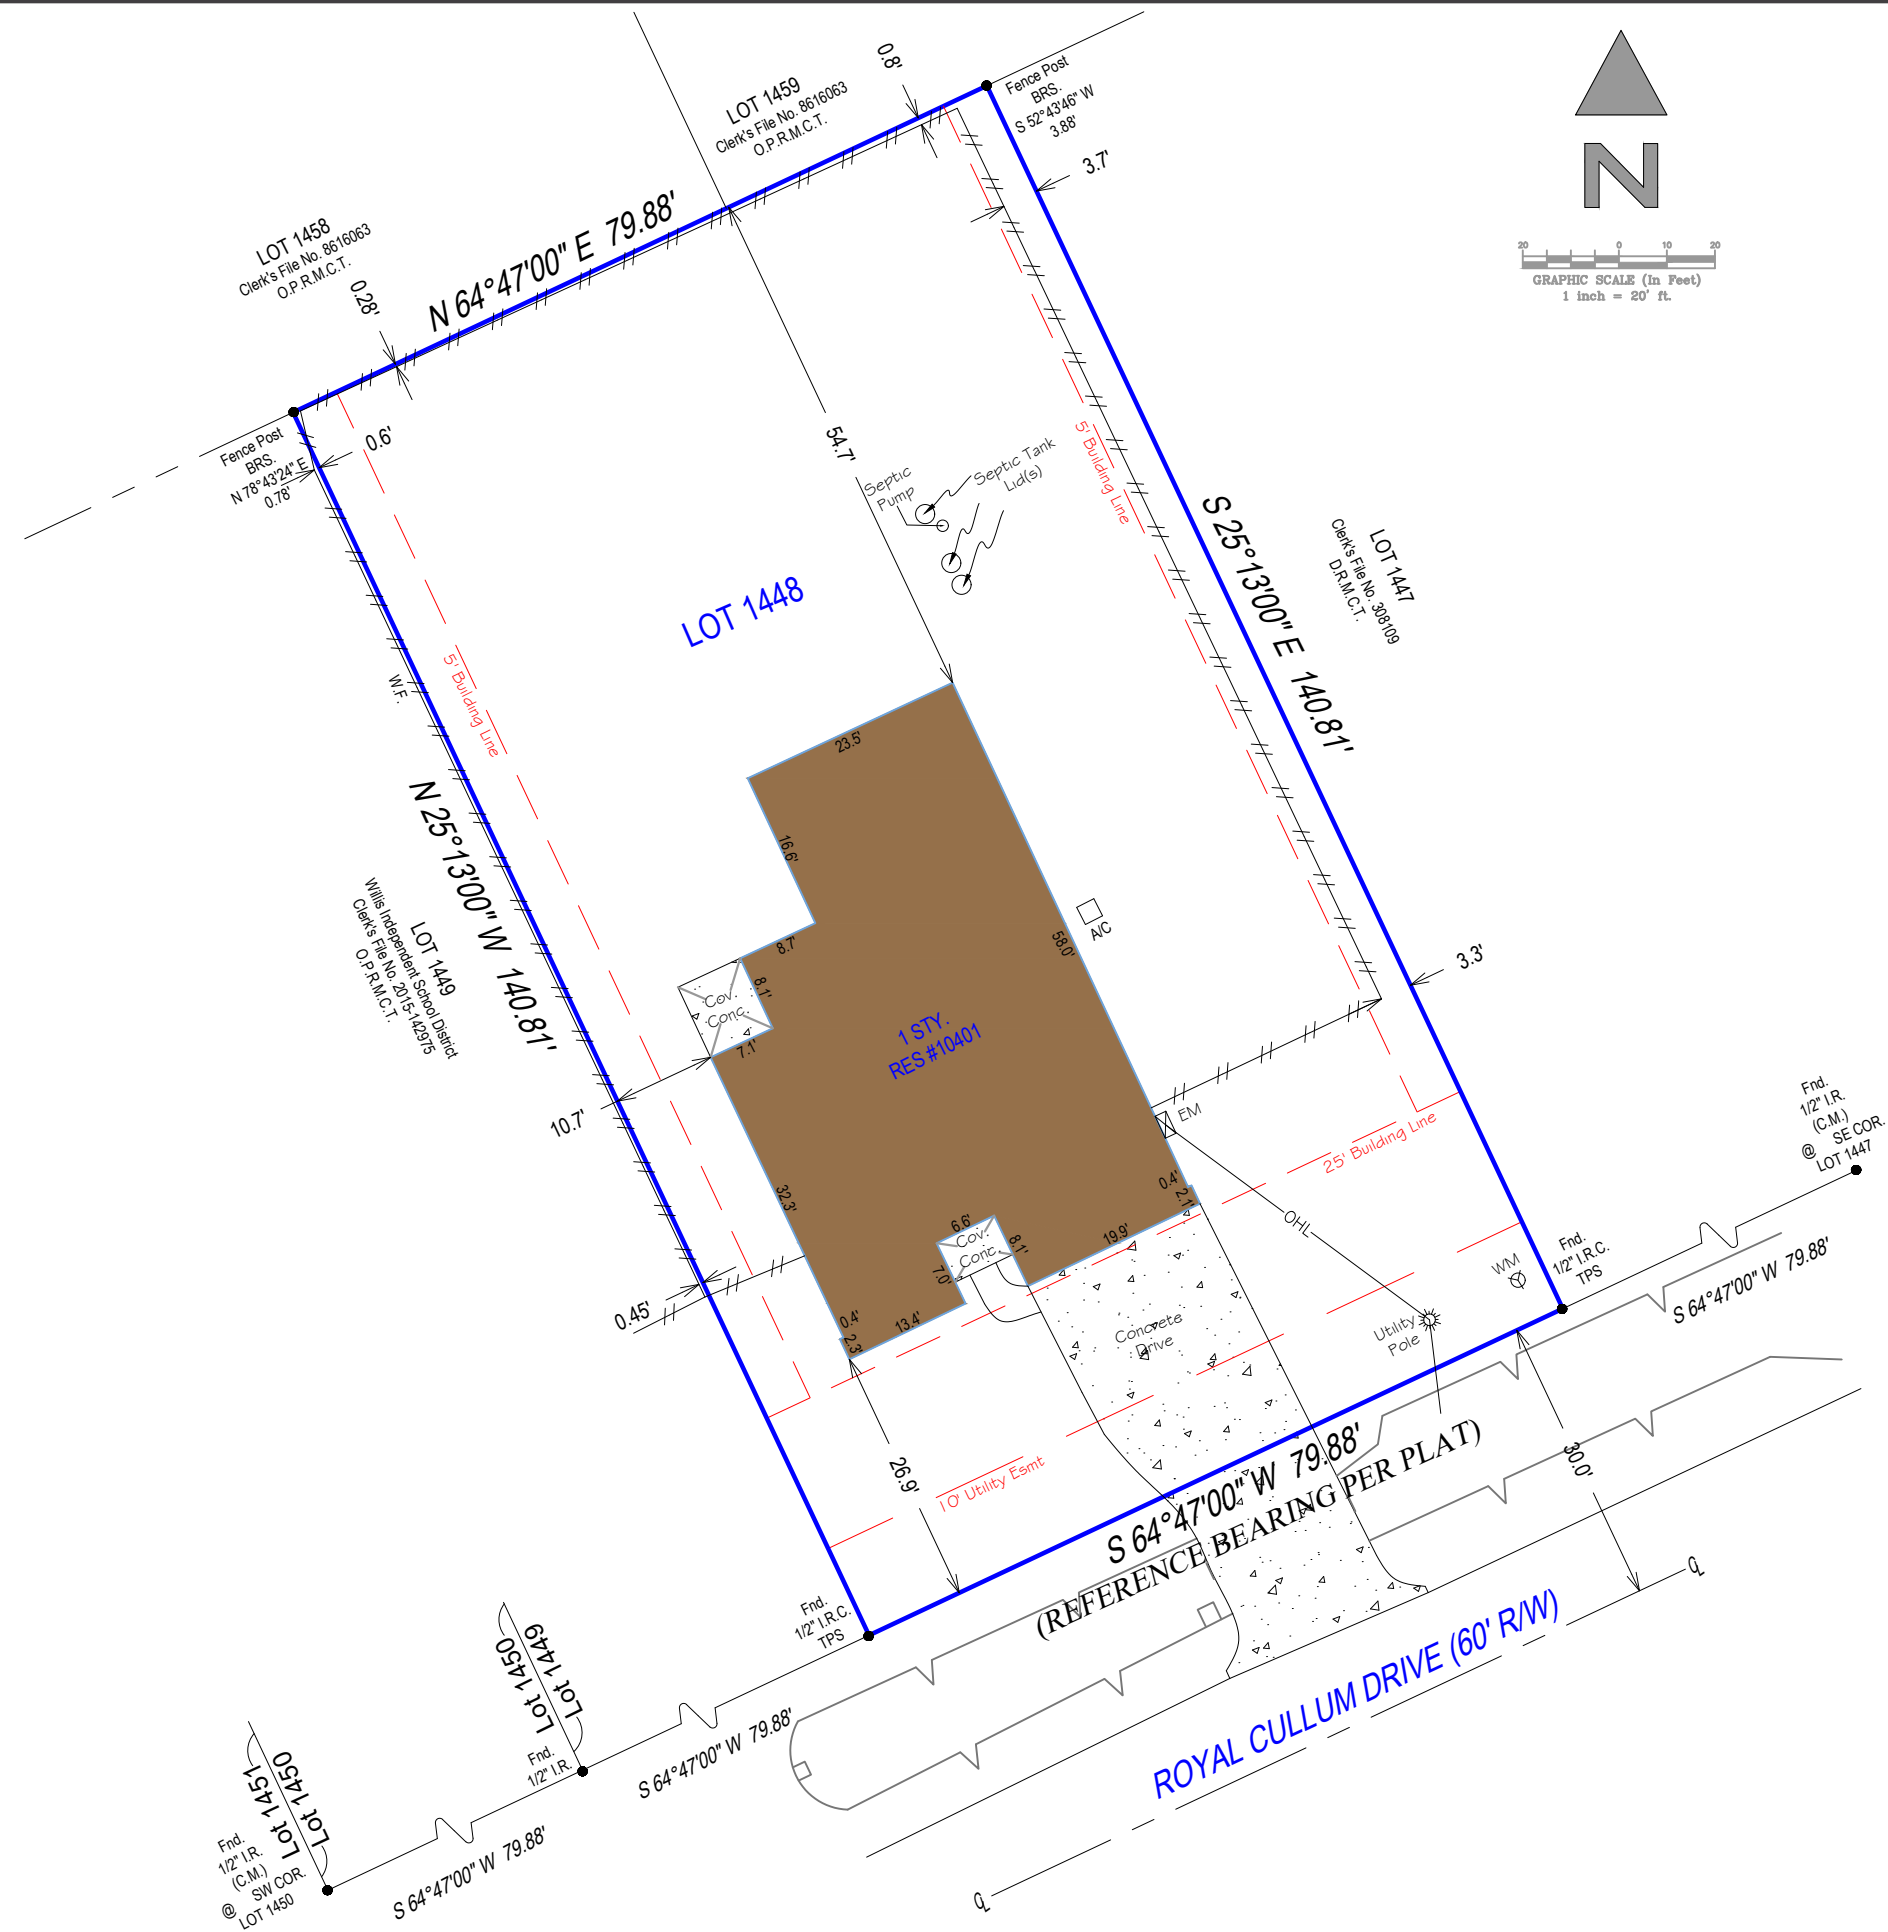 0.8'
LOT 1459
Clerk's File No. 8616063
O.P.R.M.C.T.
Fence Post
BRS.
S 52°43'46" W
3.88'
3.7'
N
20 0 10 20
GRAPHIC SCALE (In Feet)
1 inch = 20' ft.
LOT 1458
Clerk's File No. 8616063
O.P.R.M.C.T.
0.28'
N 64°47'00" E 79.88'
Fence Post
BRS.
N 78°43'24" E
0.78'
0.6'
54.7'
Septic
Pump
Septic Tank
Lid(s)
5' Building Line
S 25°13'00" E 140.81'
LOT 1447
Clerk's File No. 308109
D.R.M.C.T.
LOT 1448
W.F.
5' Building Line
N 25°13'00" W 140.81'
LOT 1449
Willis Independent School District
Clerk's File No. 2015-142975
O.P.R.M.C.T.
23.5'
16.6'
8.7'
8.1'
Cov.
Conc.
7.1'
58.0'
A/C
1 STY.
RES #10401
3.3'
10.7'
EM
25' Building Line
32.3'
0.4'
2.1'
19.9'
6.6'
Cov.
Conc.
8.1'
7.0'
13.4'
0.4'
2.3'
0.45'
OHL
Concrete
Drive
Utility
Pole
WM
Fnd.
1/2" I.R.C.
TPS
Fnd.
1/2" I.R.
(C.M.)
@ SE COR.
LOT 1447
S 64°47'00" W 79.88'
26.9'
10' Utility Esmt
S 64°47'00" W 79.88'
(REFERENCE BEARING PER PLAT)
30.0'
Fnd.
1/2" I.R.C.
TPS
ROYAL CULLUM DRIVE (60' R/W)
Lot 1450
Lot 1449
Fnd.
1/2" I.R.
S 64°47'00" W 79.88'
Lot 1451
Lot 1450
Fnd.
1/2" I.R.
(C.M.)
@ SW COR.
LOT 1450
S 64°47'00" W 79.88'